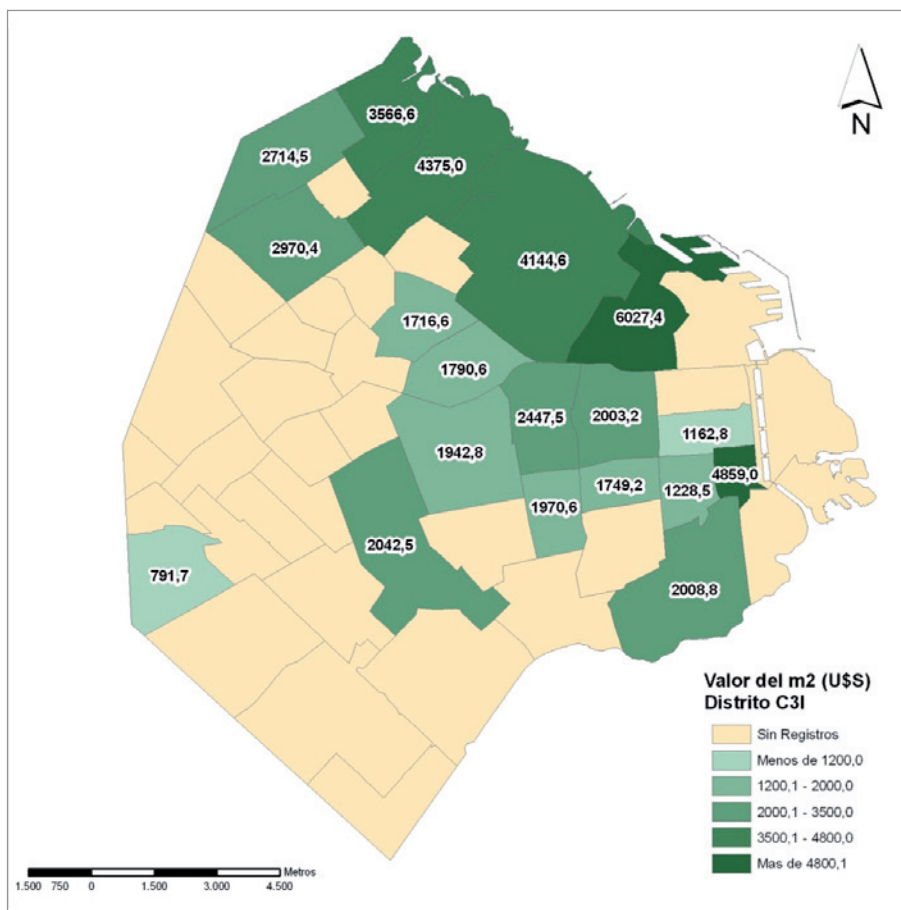 3566,6
N
2714,5
4375,0
2970,4
4144,6
1716,6
6027,4
1790,6
2447,5
2003,2
1162,8
1942,8
4859,0
1749,2
1228,5
1970,6
2042,5
791,7
2008,8
Valor del m2 (U$S)
Distrito C3I
Sin Registros
Menos de 1200,0
1200,1 - 2000,0
2000,1 - 3500,0
3500,1 - 4800,0
Mas de 4800,1
Metros
1.500 750 0 1.500 3.000 4.500